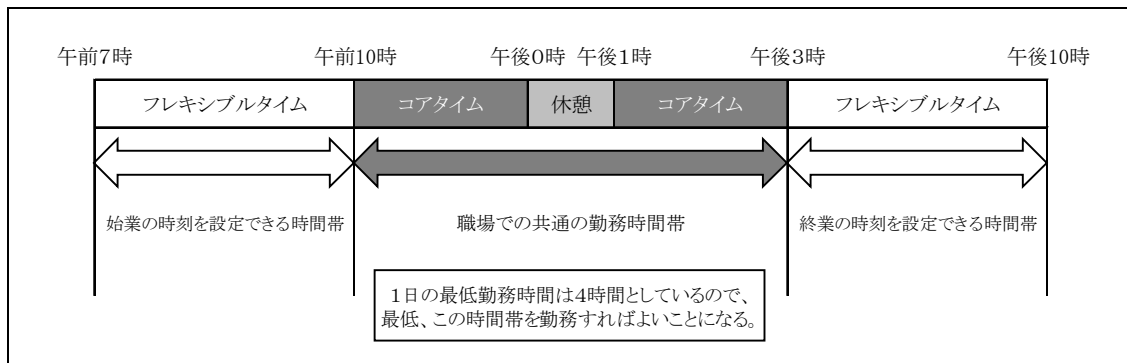 午前7時 午前10時 午後0時 午後1時 午後3時 午後10時
フレキシブルタイム コアタイム 休憩 コアタイム フレキシブルタイム
始業の時刻を設定できる時間帯 職場での共通の勤務時間帯 終業の時刻を設定できる時間帯
1日の最低勤務時間は4時間としているので、
最低、この時間帯を勤務すればよいことになる。